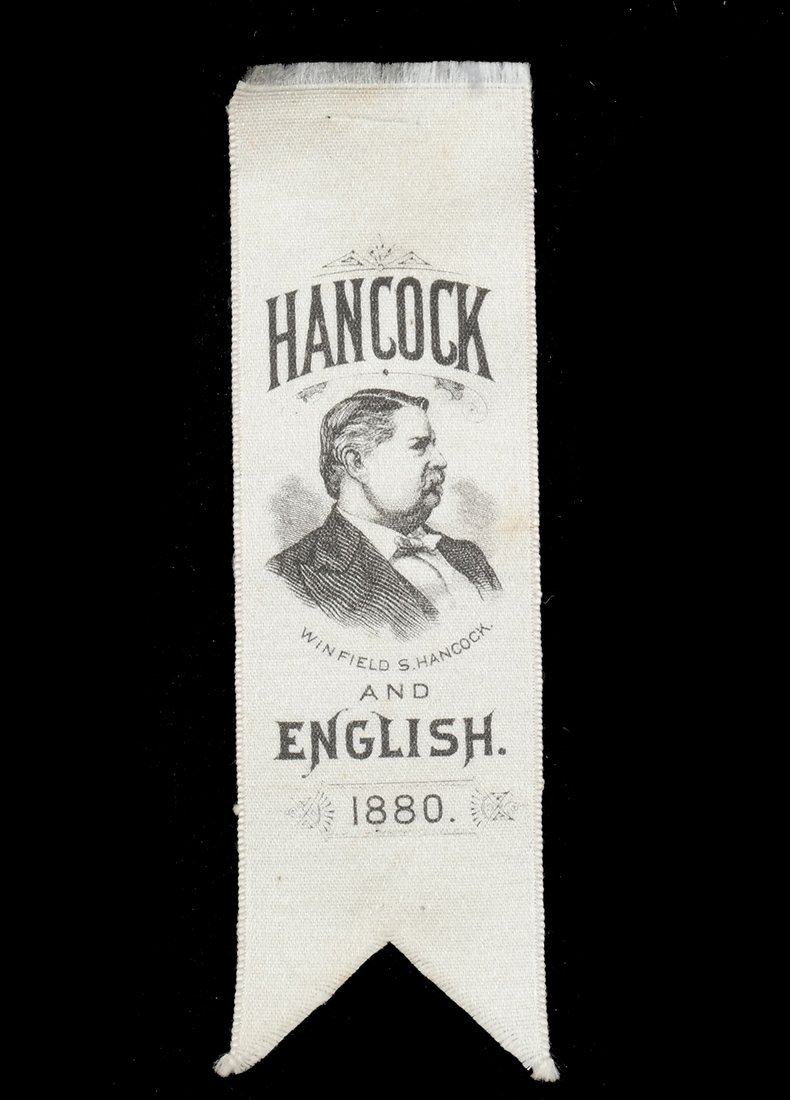 HANCOCK
WINFIELD S. HANCOCK.
AND
ENGLISH.
1880.